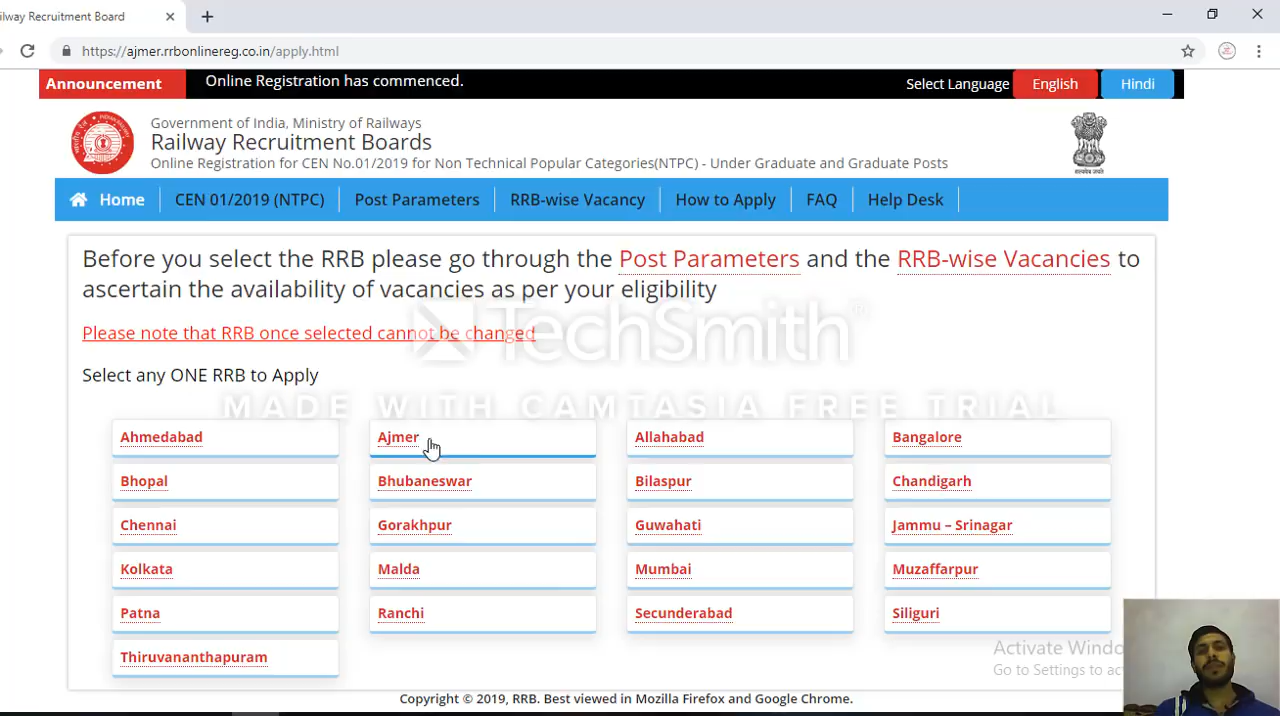 ilway Recruitment Board
https://ajmer.rrbonlinereg.co.in/apply.html
Announcement Online Registration has commenced. Select Language English Hindi
Government of India, Ministry of Railways
Railway Recruitment Boards
Online Registration for CEN No.01/2019 for Non Technical Popular Categories(NTPC) - Under Graduate and Graduate Posts
Home CEN 01/2019 (NTPC) Post Parameters RRB-wise Vacancy How to Apply FAQ Help Desk
Before you select the RRB please go through the Post Parameters and the RRB-wise Vacancies to
ascertain the availability of vacancies as per your eligibility
Please note that RRB once selected cannot be changed
TechSmith
Select any ONE RRB to Apply
MADE WITH CAMTASIA FREE TRIAL
Ahmedabad Ajmer Allahabad Bangalore
Bhopal Bhubaneswar Bilaspur Chandigarh
Chennai Gorakhpur Guwahati Jammu – Srinagar
Kolkata Malda Mumbai Muzaffarpur
Patna Ranchi Secunderabad Siliguri
Thiruvananthapuram
Activate Windo
Go to Settings to ac
Copyright © 2019, RRB. Best viewed in Mozilla Firefox and Google Chrome.